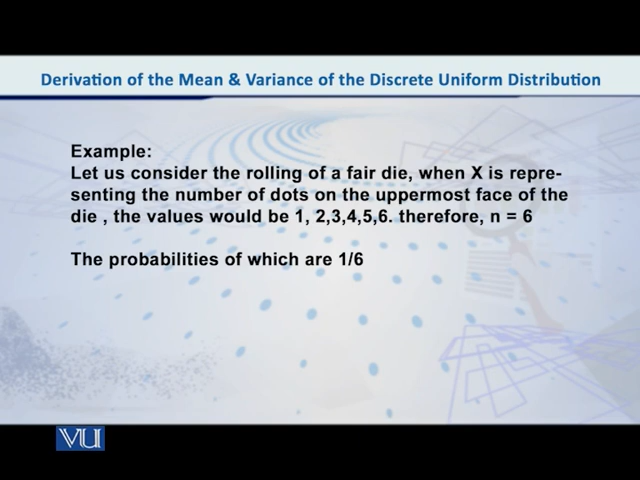 Derivation of the Mean & Variance of the Discrete Uniform Distribution
Example:
Let us consider the rolling of a fair die, when X is repre-
senting the number of dots on the uppermost face of the
die , the values would be 1, 2,3,4,5,6. therefore, n = 6
The probabilities of which are 1/6
VU